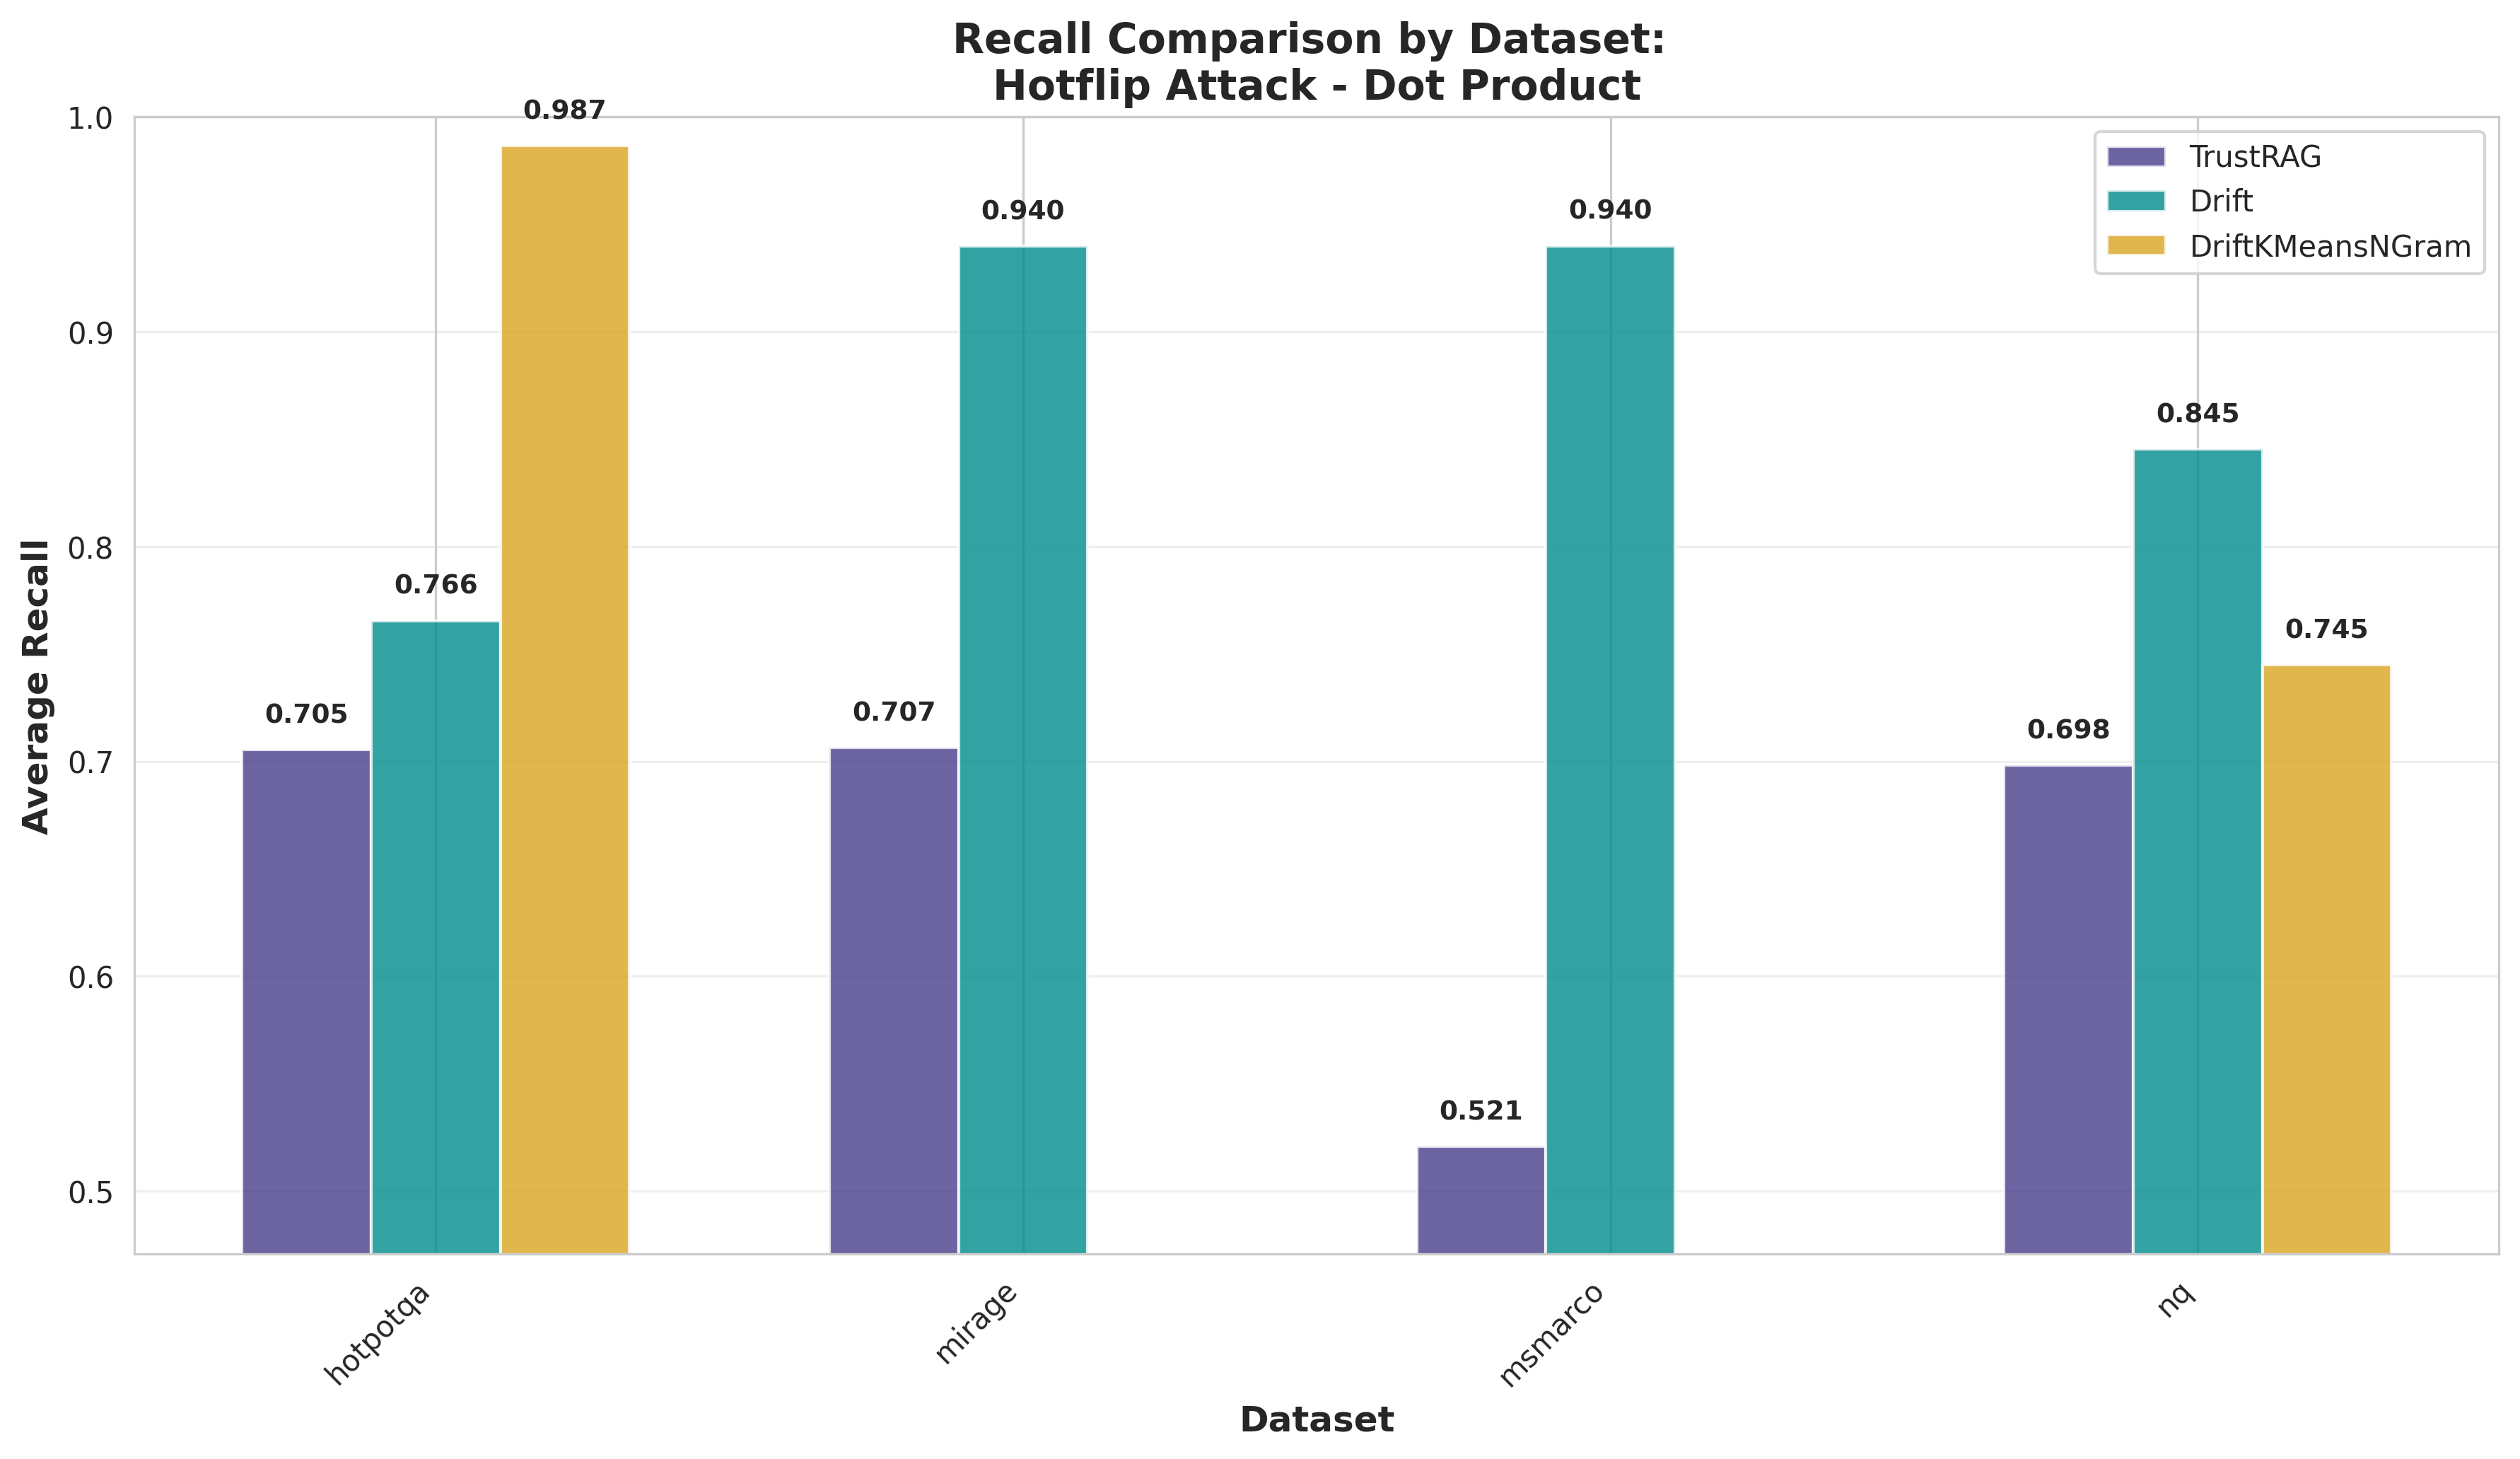 Recall Comparison by Dataset:
Hotflip Attack - Dot Product
Average Recall
1.0
0.9
0.8
0.7
0.6
0.5
0.705
0.766
0.987
0.707
0.940
0.521
0.940
0.698
0.845
0.745
TrustRAG
Drift
DriftKMeansNGram
hotpotqa
mirage
msmarco
nq
Dataset